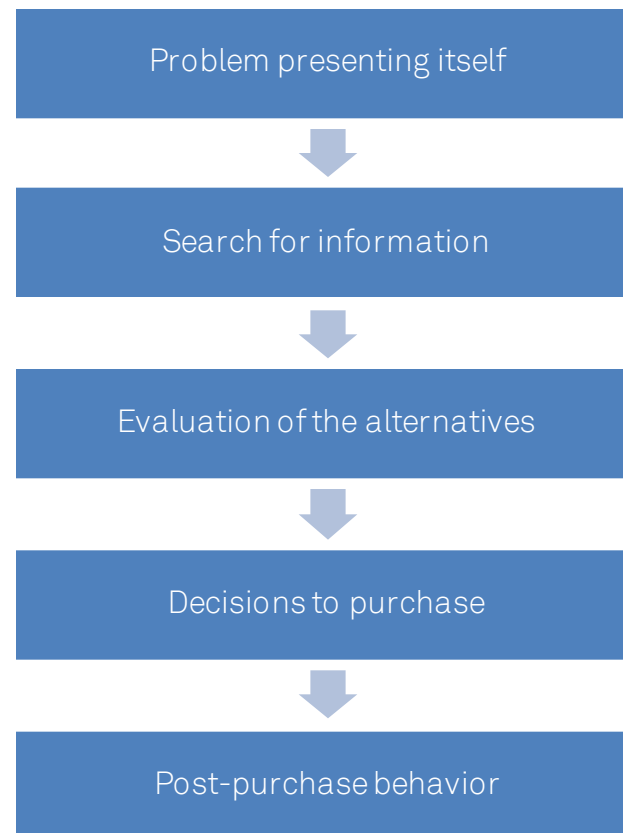 Problem presenting itself
Search for information
Evaluation of the alternatives
Decisions to purchase
Post-purchase behavior